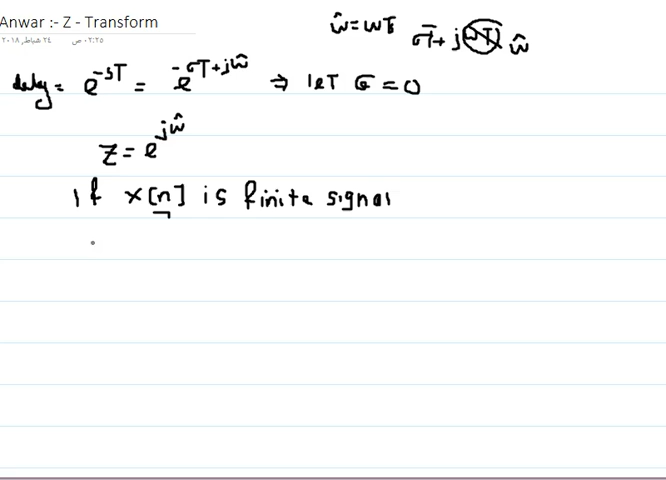 Anwar :- Z - Transform
٢٤ شباط، ٢٠١٨ ٠٢:٢٥ ص
ŵ = wT σT + jwT ŵ
delay = e^-sT = e^-σT+jŵ ⇒ let σ = 0
z = e^jŵ
if x[n] is finite signal